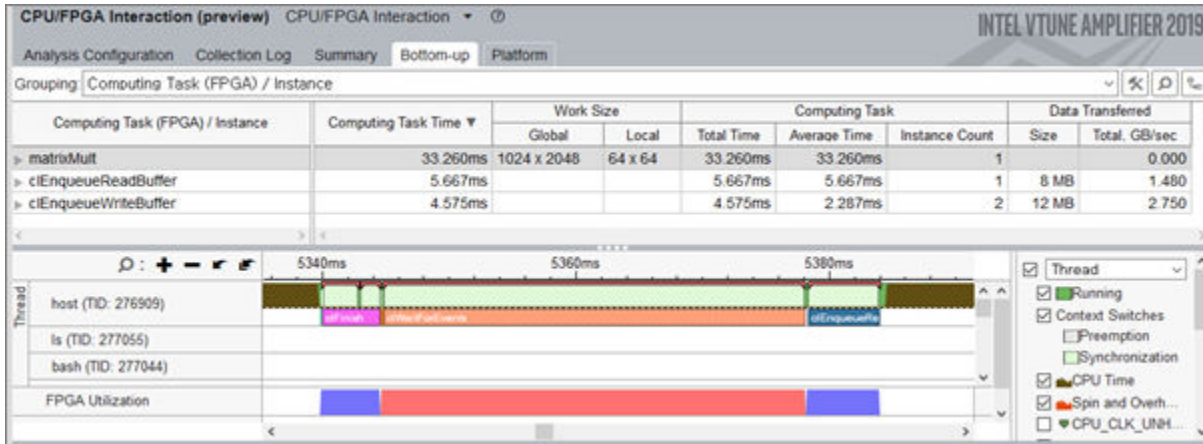 CPU/FPGA Interaction (preview) CPU/FPGA Interaction
INTEL VTUNE AMPLIFIER 2019
Analysis Configuration Collection Log Summary Bottom-up Platform
Grouping: Computing Task (FPGA) / Instance
Computing Task (FPGA) / Instance Computing Task Time ▼ Work Size Computing Task Data Transferred
Global Local Total Time Average Time Instance Count Size Total, GB/sec
matrixMult 33.260ms 1024 x 2048 64 x 64 33.260ms 33.260ms 1 0.000
clEnqueueReadBuffer 5.667ms 5.667ms 5.667ms 1 8 MB 1.480
clEnqueueWriteBuffer 4.575ms 4.575ms 2.287ms 2 12 MB 2.750
5340ms 5360ms 5380ms
Thread
host (TID: 276909)
clFinish clWaitForEvents clEnqueueRe
ls (TID: 277055)
bash (TID: 277044)
FPGA Utilization
Thread
Running
Context Switches
Preemption
Synchronization
CPU Time
Spin and Overh...
CPU_CLK_UNH...